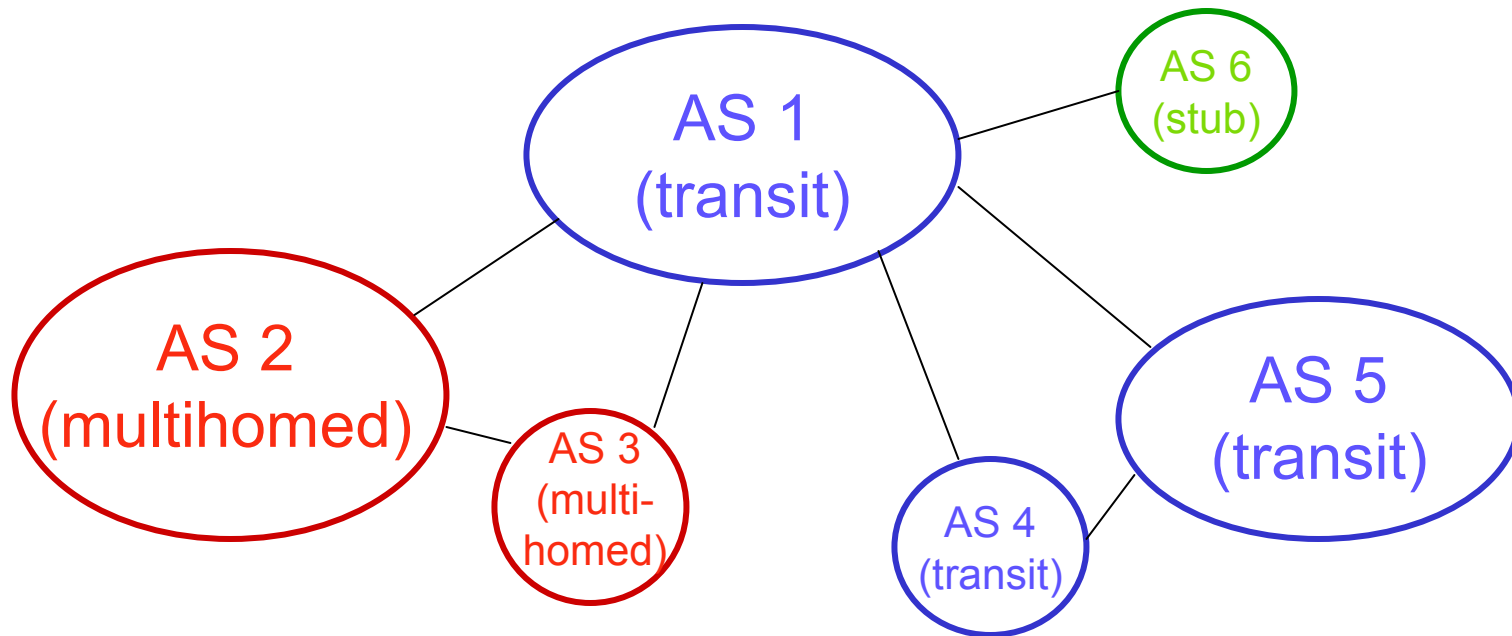 AS 1
(transit)
AS 6
(stub)
AS 2
(multihomed)
AS 3
(multi-
homed)
AS 4
(transit)
AS 5
(transit)